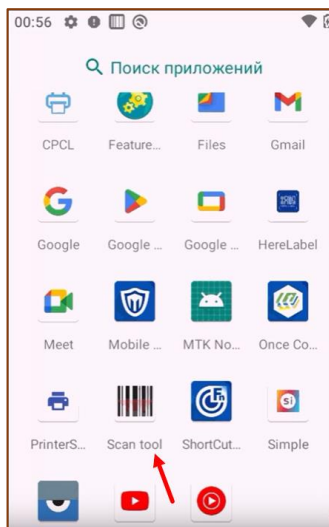 00:56
Поиск приложений
CPCL Feature... Files Gmail
Google Google ... Google ... HereLabel
Meet Mobile ... MTK No... Once Co...
PrinterS... Scan tool ShortCut... Simple